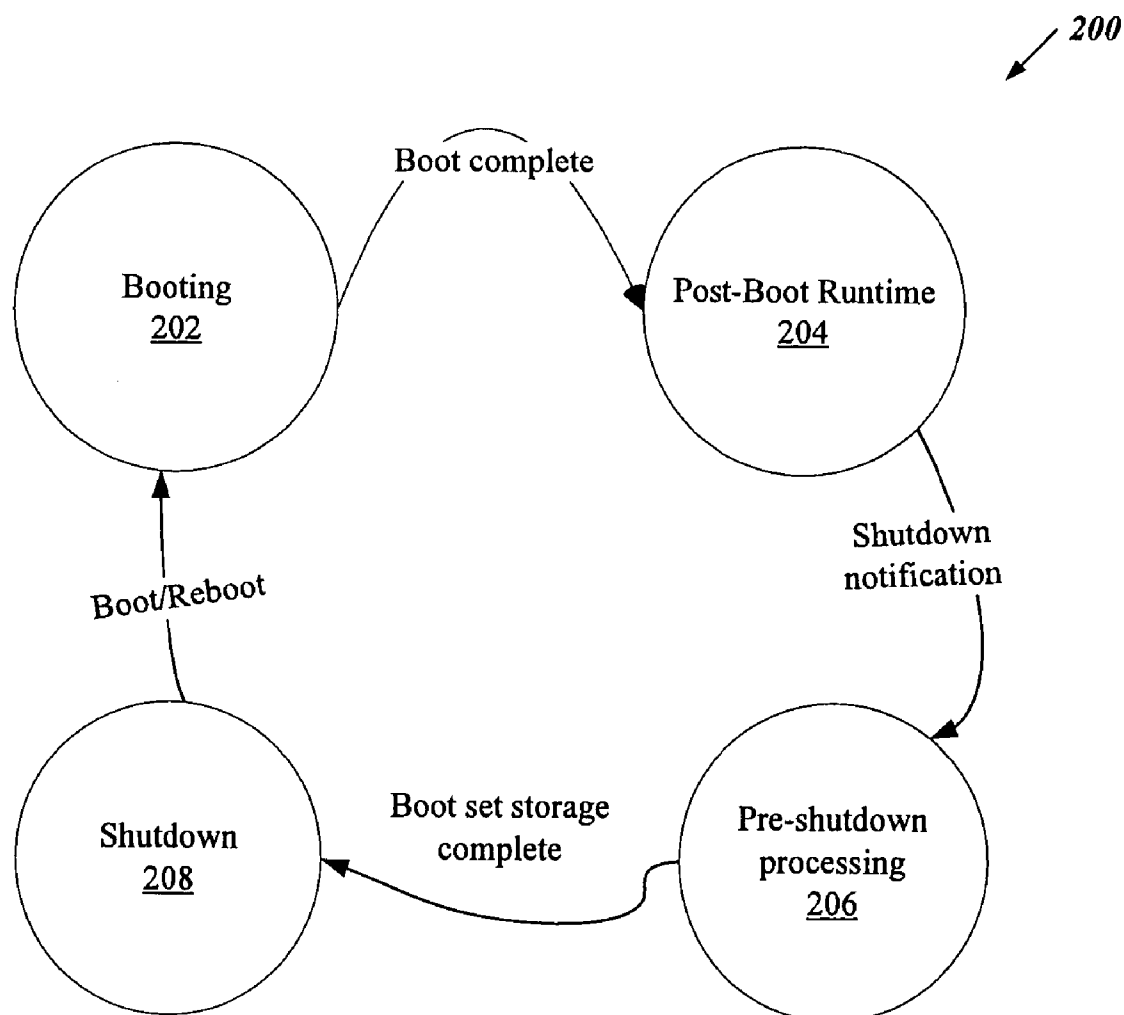 200
Boot complete
Booting
202
Post-Boot Runtime
204
Shutdown
notification
Boot/Reboot
Boot set storage
complete
Shutdown
208
Pre-shutdown
processing
206